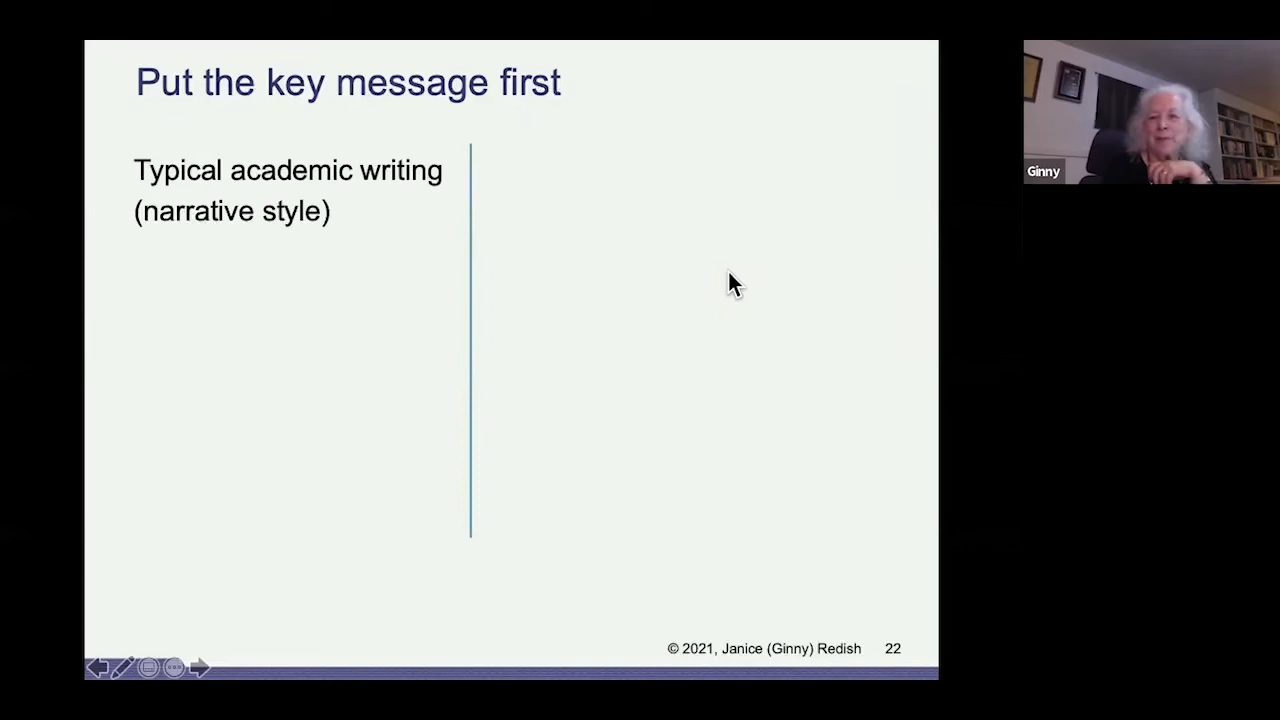 Put the key message first
Typical academic writing
(narrative style)
Ginny
© 2021, Janice (Ginny) Redish 22